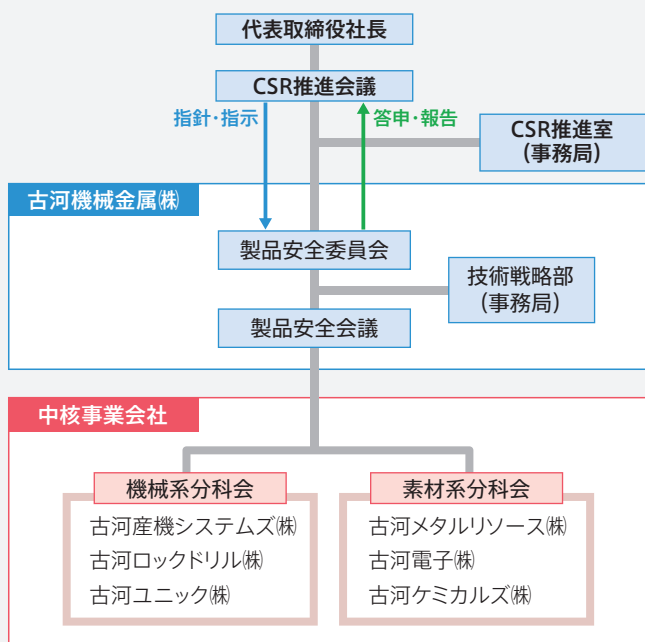 代表取締役社長
CSR推進会議
指針・指示
答申・報告
CSR推進室
(事務局)
古河機械金属㈱
製品安全委員会
技術戦略部
(事務局)
製品安全会議
中核事業会社
機械系分科会
古河産機システムズ㈱
古河ロックドリル㈱
古河ユニック㈱
素材系分科会
古河メタルリソース㈱
古河電子㈱
古河ケミカルズ㈱